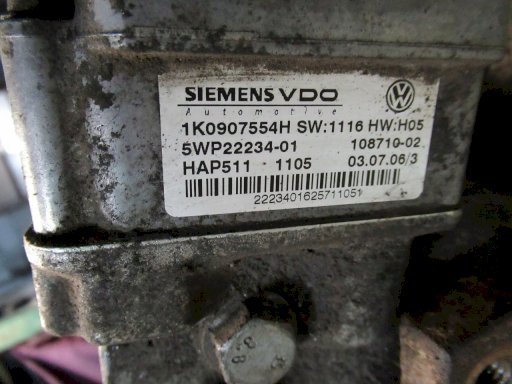 SIEMENS VDO
Automotive
1K0907554H SW:1116 HW:H05
5WP22234-01 108710-02
HAP511 1105 03.07.06/3
2223401625711051
8.8